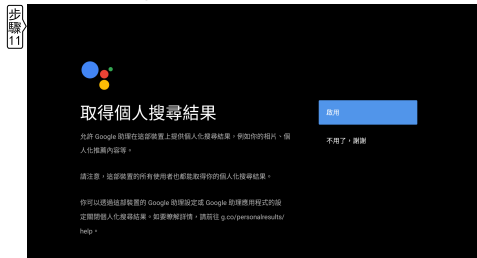 步驟11
取得個人搜尋結果
允許 Google 助理在這部裝置上提供個人化搜尋結果，例如你的相片、個
人化推薦內容等。
請注意，這部裝置的所有使用者也都能取得你的個人化搜尋結果。
你可以透過這部裝置的 Google 助理設定或 Google 助理應用程式的設
定關閉個人化搜尋結果。如要瞭解詳情，請前往 g.co/personalresults/
help。
啟用
不用了，謝謝